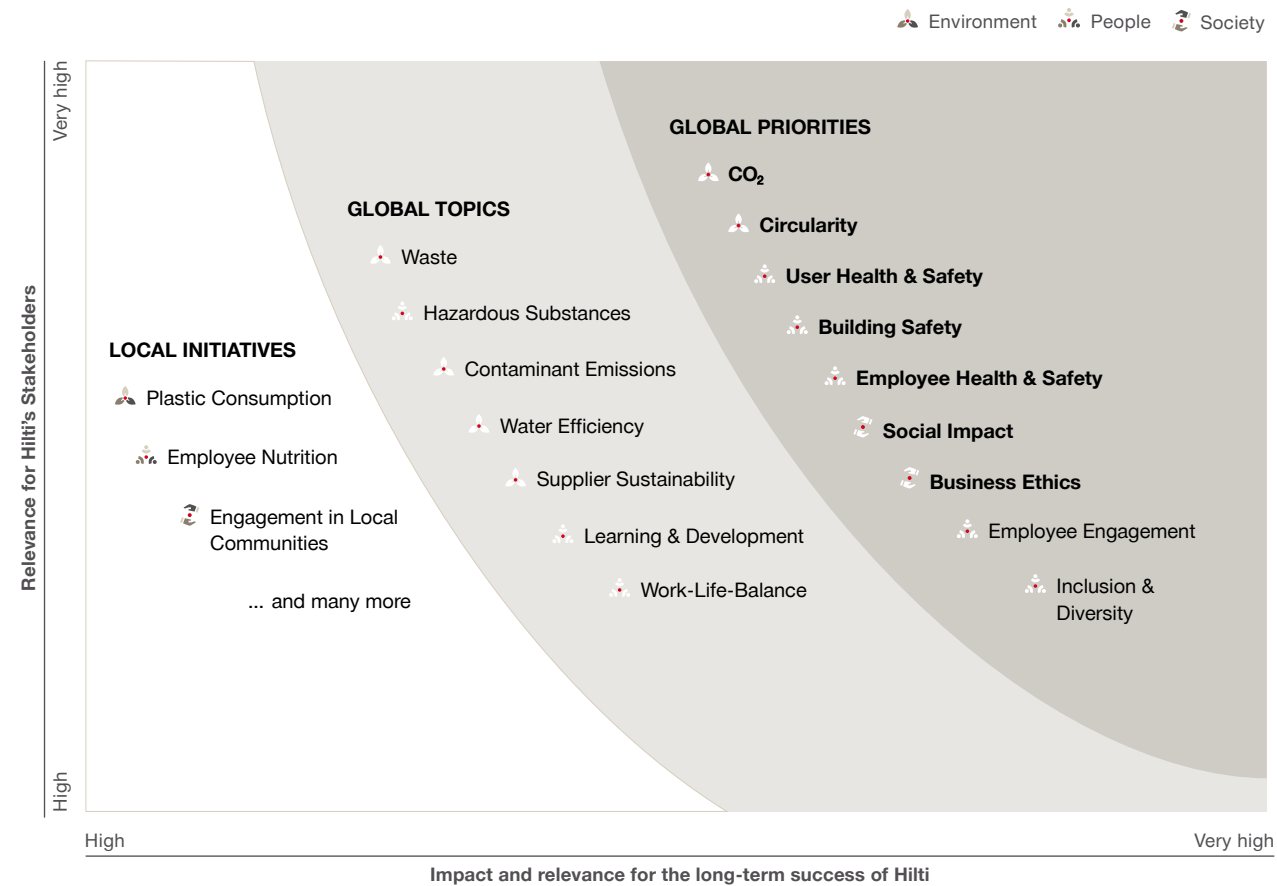 Environment
People
Society
Very high
Relevance for Hilti's Stakeholders
High
LOCAL INITIATIVES
Plastic Consumption
Employee Nutrition
Engagement in Local
Communities
... and many more
GLOBAL TOPICS
Waste
Hazardous Substances
Contaminant Emissions
Water Efficiency
Supplier Sustainability
Learning & Development
Work-Life-Balance
GLOBAL PRIORITIES
CO₂
Circularity
User Health & Safety
Building Safety
Employee Health & Safety
Social Impact
Business Ethics
Employee Engagement
Inclusion &
Diversity
High
Very high
Impact and relevance for the long-term success of Hilti